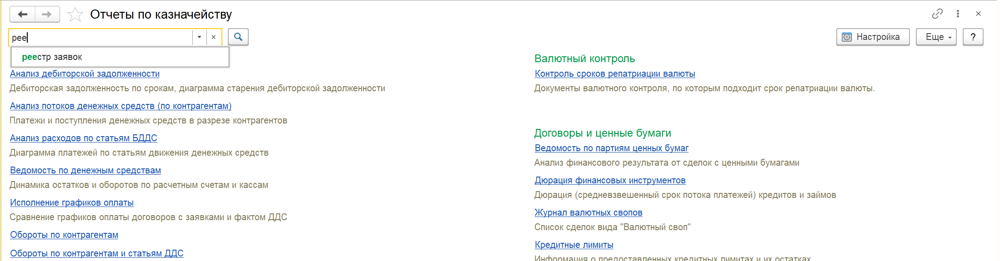 Отчеты по казначейству
рее
Настройка
Еще
?
реестр заявок
Анализ дебиторской задолженности
Дебиторская задолженность по срокам, диаграмма старения дебиторской задолженности
Анализ потоков денежных средств (по контрагентам)
Платежи и поступления денежных средств в разрезе контрагентов
Анализ расходов по статьям БДДС
Диаграмма платежей по статьям движения денежных средств
Ведомость по денежным средствам
Динамика остатков и оборотов по расчетным счетам и кассам
Исполнение графиков оплаты
Сравнение графиков оплаты договоров с заявками и фактом ДДС
Обороты по контрагентам
Обороты по контрагентам и статьям ДДС
Валютный контроль
Контроль сроков репатриации валюты
Документы валютного контроля, по которым подходит срок репатриации валюты.
Договоры и ценные бумаги
Ведомость по партиям ценных бумаг
Анализ финансового результата от сделок с ценными бумагами
Дюрация финансовых инструментов
Дюрация (средневзвешенный срок потока платежей) кредитов и займов
Журнал валютных свопов
Список сделок вида "Валютный своп"
Кредитные лимиты
Информация о предоставленных кредитных лимитах и их остатках